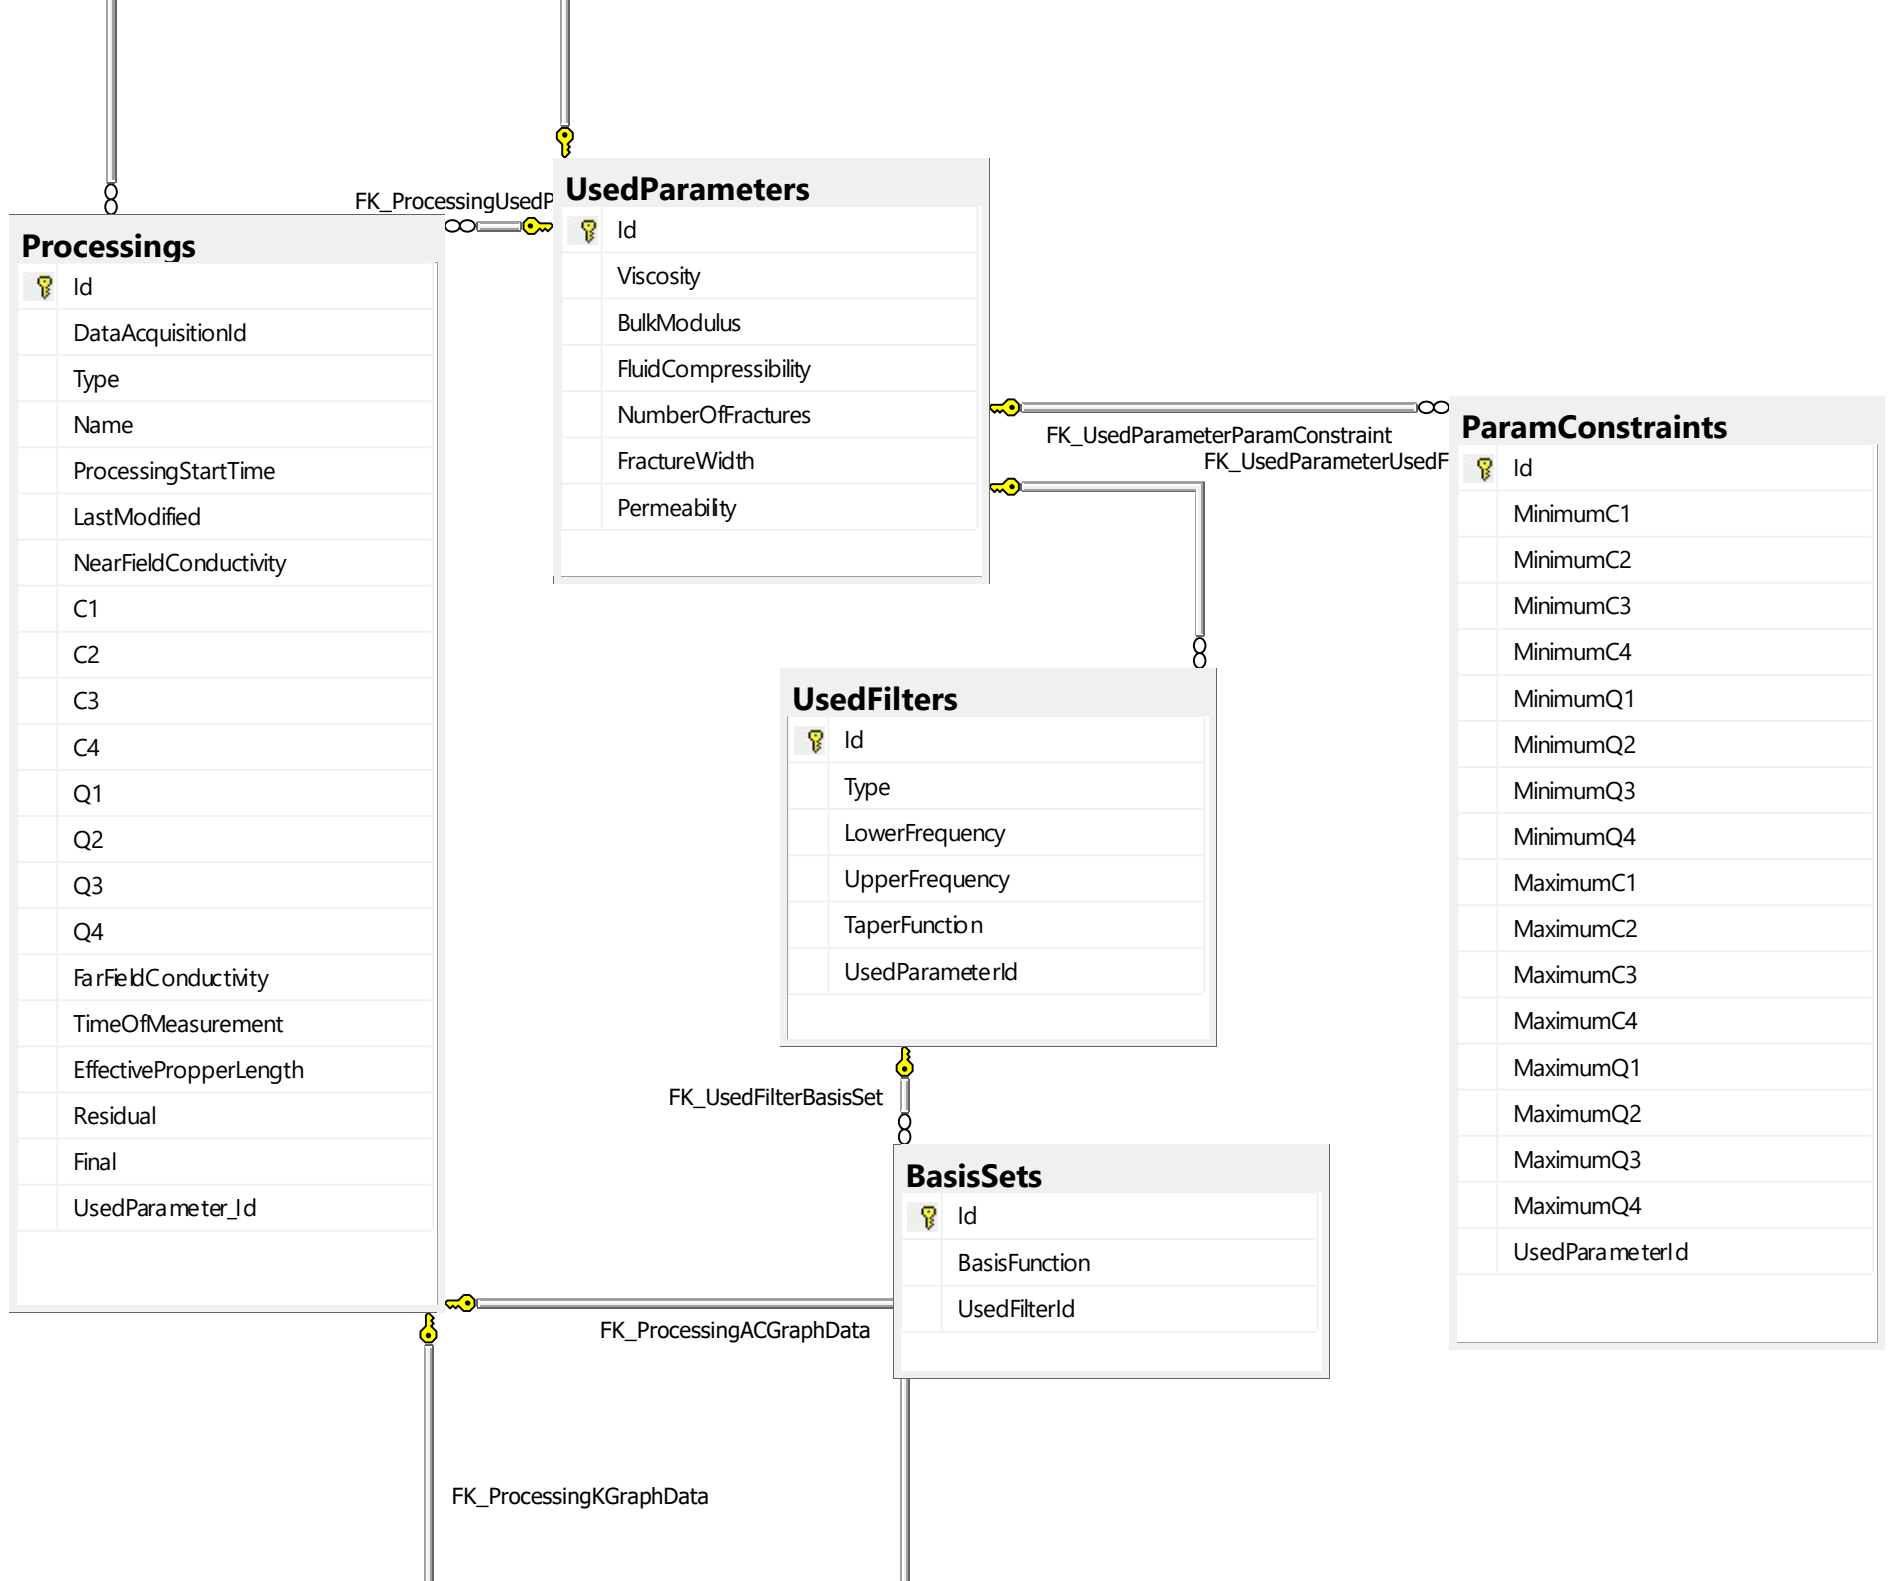 FK_ProcessingUsedP
UsedParameters
Id
Viscosity
BulkModulus
FluidCompressibility
NumberOfFractures
FractureWidth
Permeability
Processings
Id
DataAcquisitionId
Type
Name
ProcessingStartTime
LastModified
NearFieldConductivity
C1
C2
C3
C4
Q1
Q2
Q3
Q4
FarFieldConductivity
TimeOfMeasurement
EffectivePropperLength
Residual
Final
UsedParameter_Id
FK_UsedParameterParamConstraint
FK_UsedParameterUsedF
ParamConstraints
Id
MinimumC1
MinimumC2
MinimumC3
MinimumC4
MinimumQ1
MinimumQ2
MinimumQ3
MinimumQ4
MaximumC1
MaximumC2
MaximumC3
MaximumC4
MaximumQ1
MaximumQ2
MaximumQ3
MaximumQ4
UsedParameterId
UsedFilters
Id
Type
LowerFrequency
UpperFrequency
TaperFunction
UsedParameterId
FK_UsedFilterBasisSet
BasisSets
Id
BasisFunction
UsedFilterId
FK_ProcessingACGraphData
FK_ProcessingKGraphData